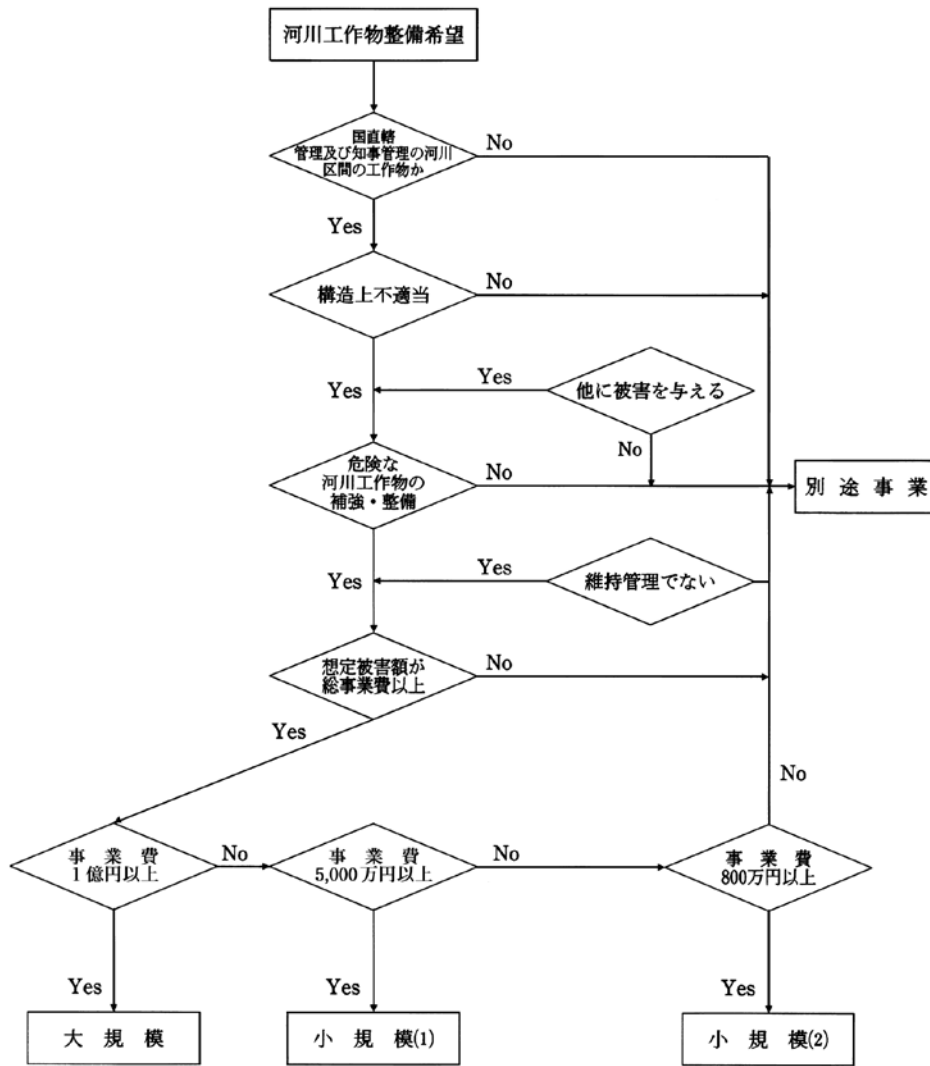 河川工作物整備希望
国直轄
管理及び知事管理の河川
区間の工作物か
No
Yes
構造上不適当
No
Yes
Yes
他に被害を与える
No
危険な
河川工作物の
補強・整備
No
別途事業
Yes
Yes
維持管理でない
想定被害額が
総事業費以上
No
Yes
No
事業費
1億円以上
No
事業費
5,000万円以上
No
事業費
800万円以上
Yes
Yes
Yes
大規模
小規模(1)
小規模(2)